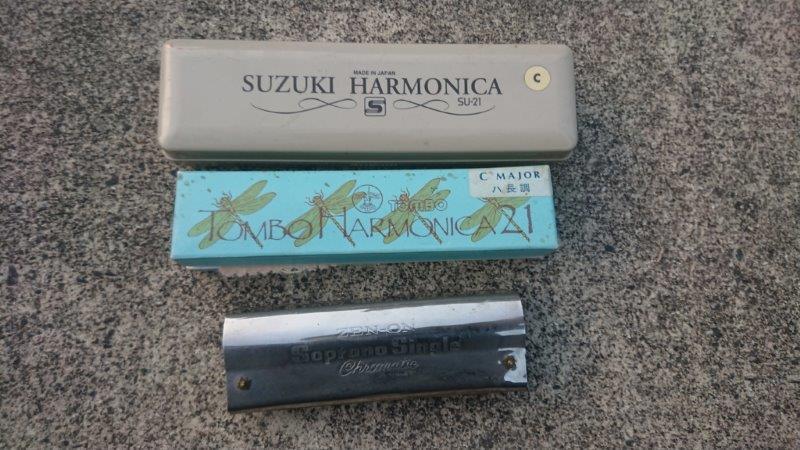 MADE IN JAPAN
SUZUKI HARMONICA
S
SU-21
C
C MAJOR
ハ長調
TOMBO
TOMBO HARMONICA 21
ZEN-ON
Soprano Single
Chromatic